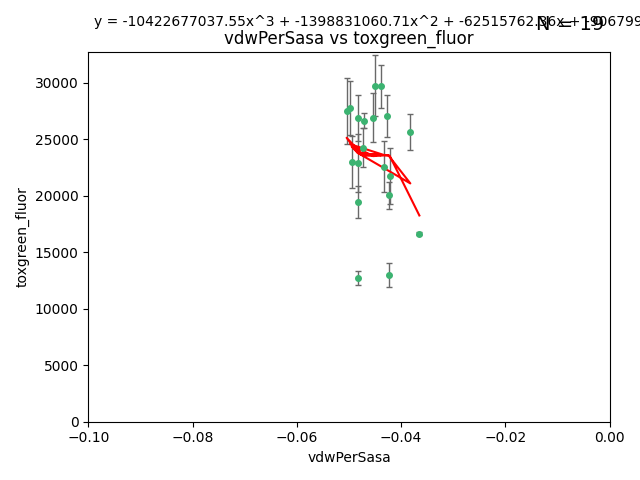 y = -10422677037.55x^3 + -1398831060.71x^2 + -62515762.36x +
N = 19
vdwPerSasa vs toxgreen_fluor
30000
25000
20000
15000
10000
5000
0
toxgreen_fluor
−0.10
−0.08
−0.06
−0.04
−0.02
0.00
vdwPerSasa